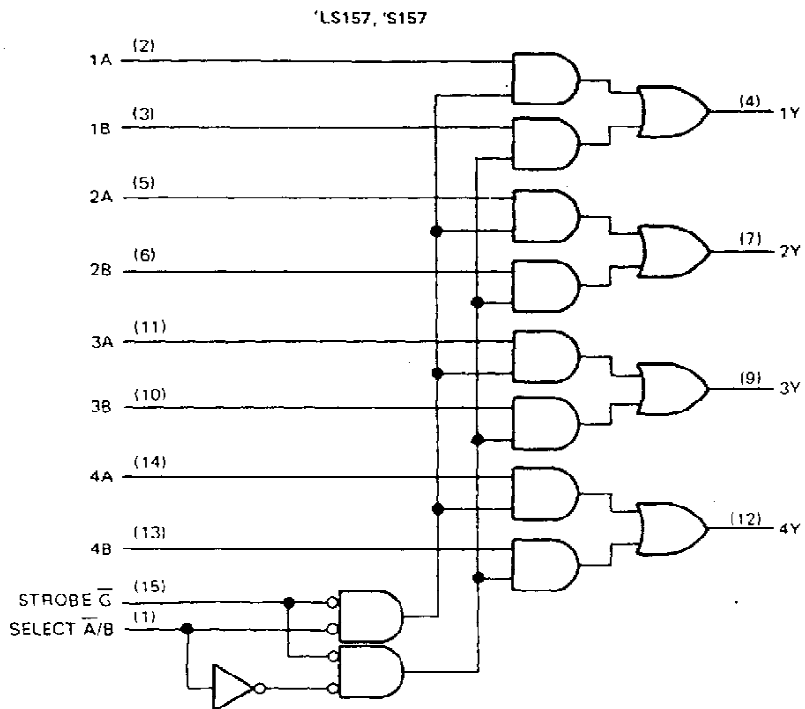 'LS157, 'S157
1A (2)
(4) 1Y
1B (3)
2A (5)
(7) 2Y
2B (6)
3A (11)
(9) 3Y
3B (10)
4A (14)
(12) 4Y
4B (13)
STROBE G̅ (15)
SELECT A̅/B (1)